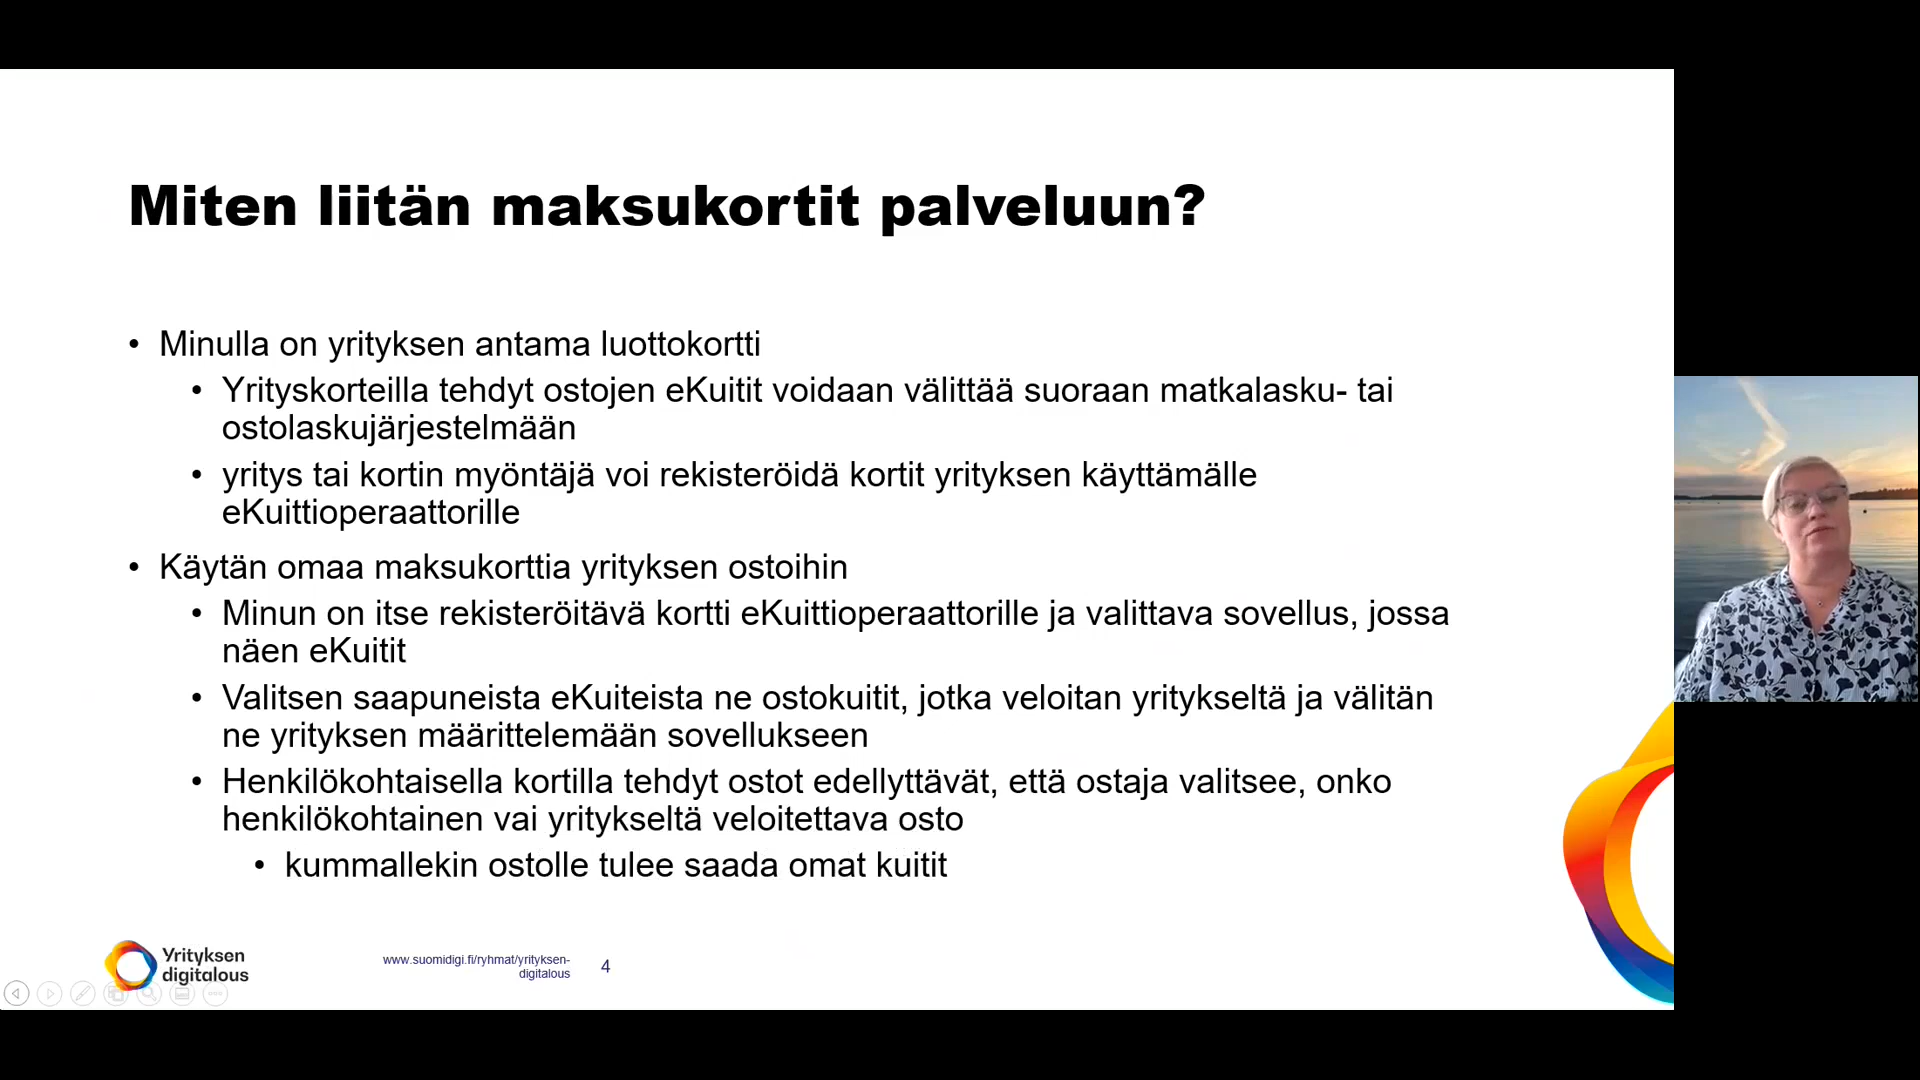 Miten liitän maksukortit palveluun?
• Minulla on yrityksen antama luottokortti
• Yrityskorteilla tehdyt ostojen eKuitit voidaan välittää suoraan matkalasku- tai
ostolaskujärjestelmään
• yritys tai kortin myöntäjä voi rekisteröidä kortit yrityksen käyttämälle
eKuittioperaattorille
• Käytän omaa maksukorttia yrityksen ostoihin
• Minun on itse rekisteröitävä kortti eKuittioperaattorille ja valittava sovellus, jossa
näen eKuitit
• Valitsen saapuneista eKuiteista ne ostokuitit, jotka veloitan yritykseltä ja välitän
ne yrityksen määrittelemään sovellukseen
• Henkilökohtaisella kortilla tehdyt ostot edellyttävät, että ostaja valitsee, onko
henkilökohtainen vai yritykseltä veloitettava osto
• kummallekin ostolle tulee saada omat kuitit
Yrityksen
digitalous
www.suomidigi.fi/ryhmat/yrityksen-
digitalous
4